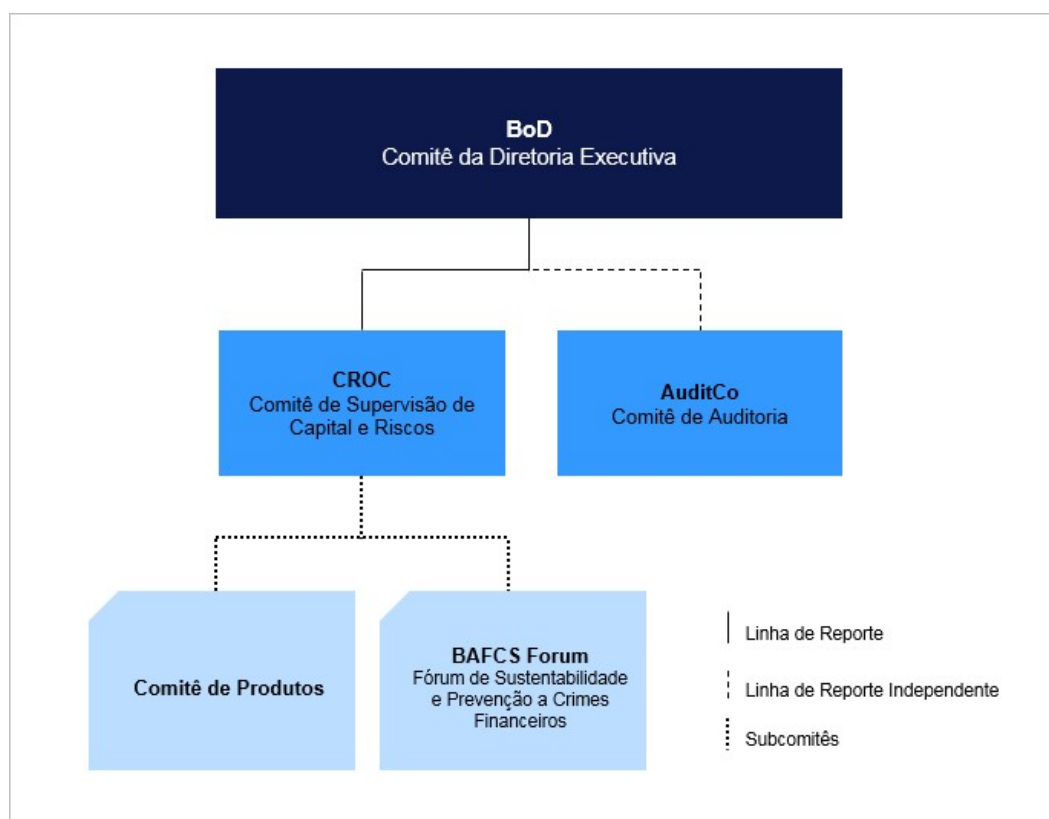 BoD
Comitê da Diretoria Executiva
CROC
Comitê de Supervisão de
Capital e Riscos
AuditCo
Comitê de Auditoria
Comitê de Produtos
BAFCS Forum
Fórum de Sustentabilidade
e Prevenção a Crimes
Financeiros
Linha de Reporte
Linha de Reporte Independente
Subcomitês